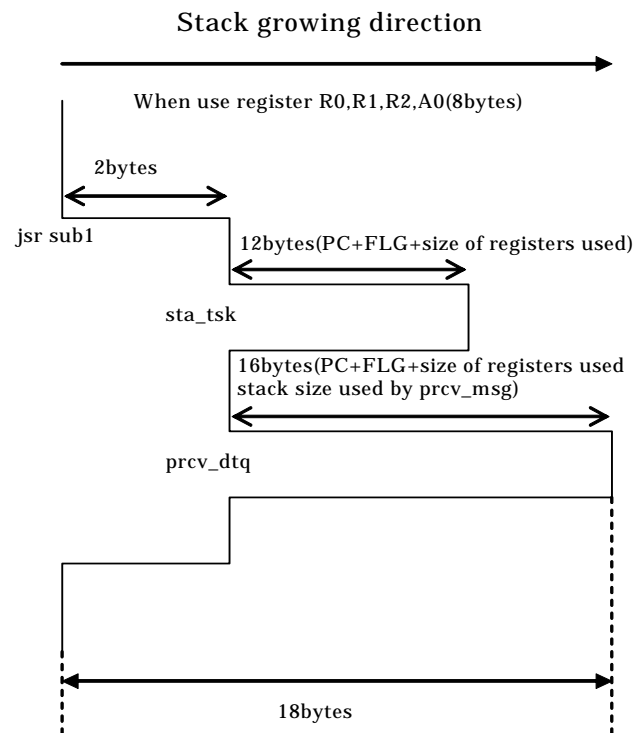 Stack growing direction
When use register R0,R1,R2,A0(8bytes)
2bytes
jsr sub1
12bytes(PC+FLG+size of registers used)
sta_tsk
16bytes(PC+FLG+size of registers used
stack size used by prcv_msg)
prcv_dtq
18bytes